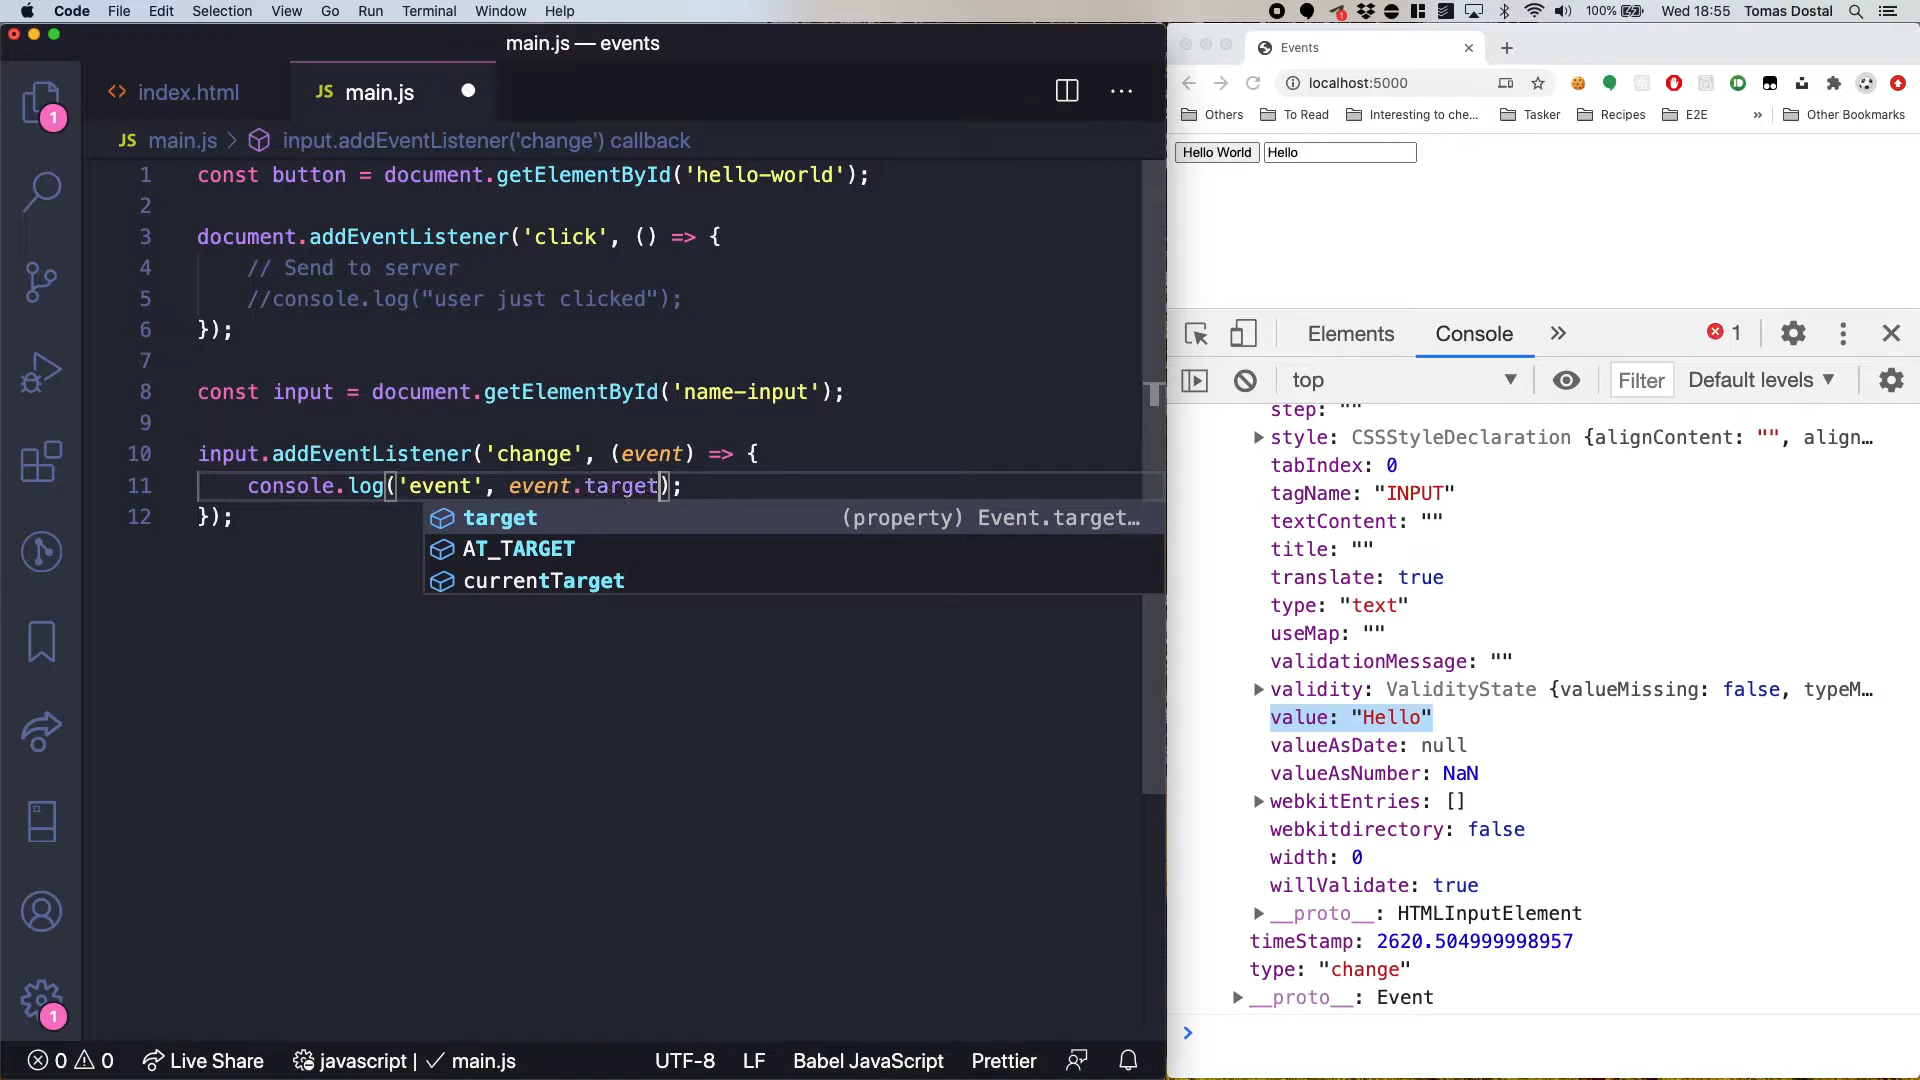 Code File Edit Selection View Go Run Terminal Window Help
1 100% Wed 18:55 Tomas Dostal
main.js — events
Events
index.html
JS main.js
localhost:5000
Others To Read Interesting to che... Tasker Recipes E2E » Other Bookmarks
JS main.js > input.addEventListener('change') callback
Hello World Hello
1 const button = document.getElementById('hello-world');
2
3 document.addEventListener('click', () => {
4 // Send to server
5 //console.log("user just clicked");
6 });
7
8 const input = document.getElementById('name-input');
9
10 input.addEventListener('change', (event) => {
11 console.log('event', event.target);
12 });
target (property) Event.target…
AT_TARGET
currentTarget
1
1
0 0 Live Share javascript | ✓ main.js UTF-8 LF Babel JavaScript Prettier
Elements Console » 1
top ▼ Filter Default levels ▼
step: ""
style: CSSStyleDeclaration {alignContent: "", align…
tabIndex: 0
tagName: "INPUT"
textContent: ""
title: ""
translate: true
type: "text"
useMap: ""
validationMessage: ""
validity: ValidityState {valueMissing: false, typeM…
value: "Hello"
valueAsDate: null
valueAsNumber: NaN
webkitEntries: []
webkitdirectory: false
width: 0
willValidate: true
__proto__: HTMLInputElement
timeStamp: 2620.504999998957
type: "change"
__proto__: Event